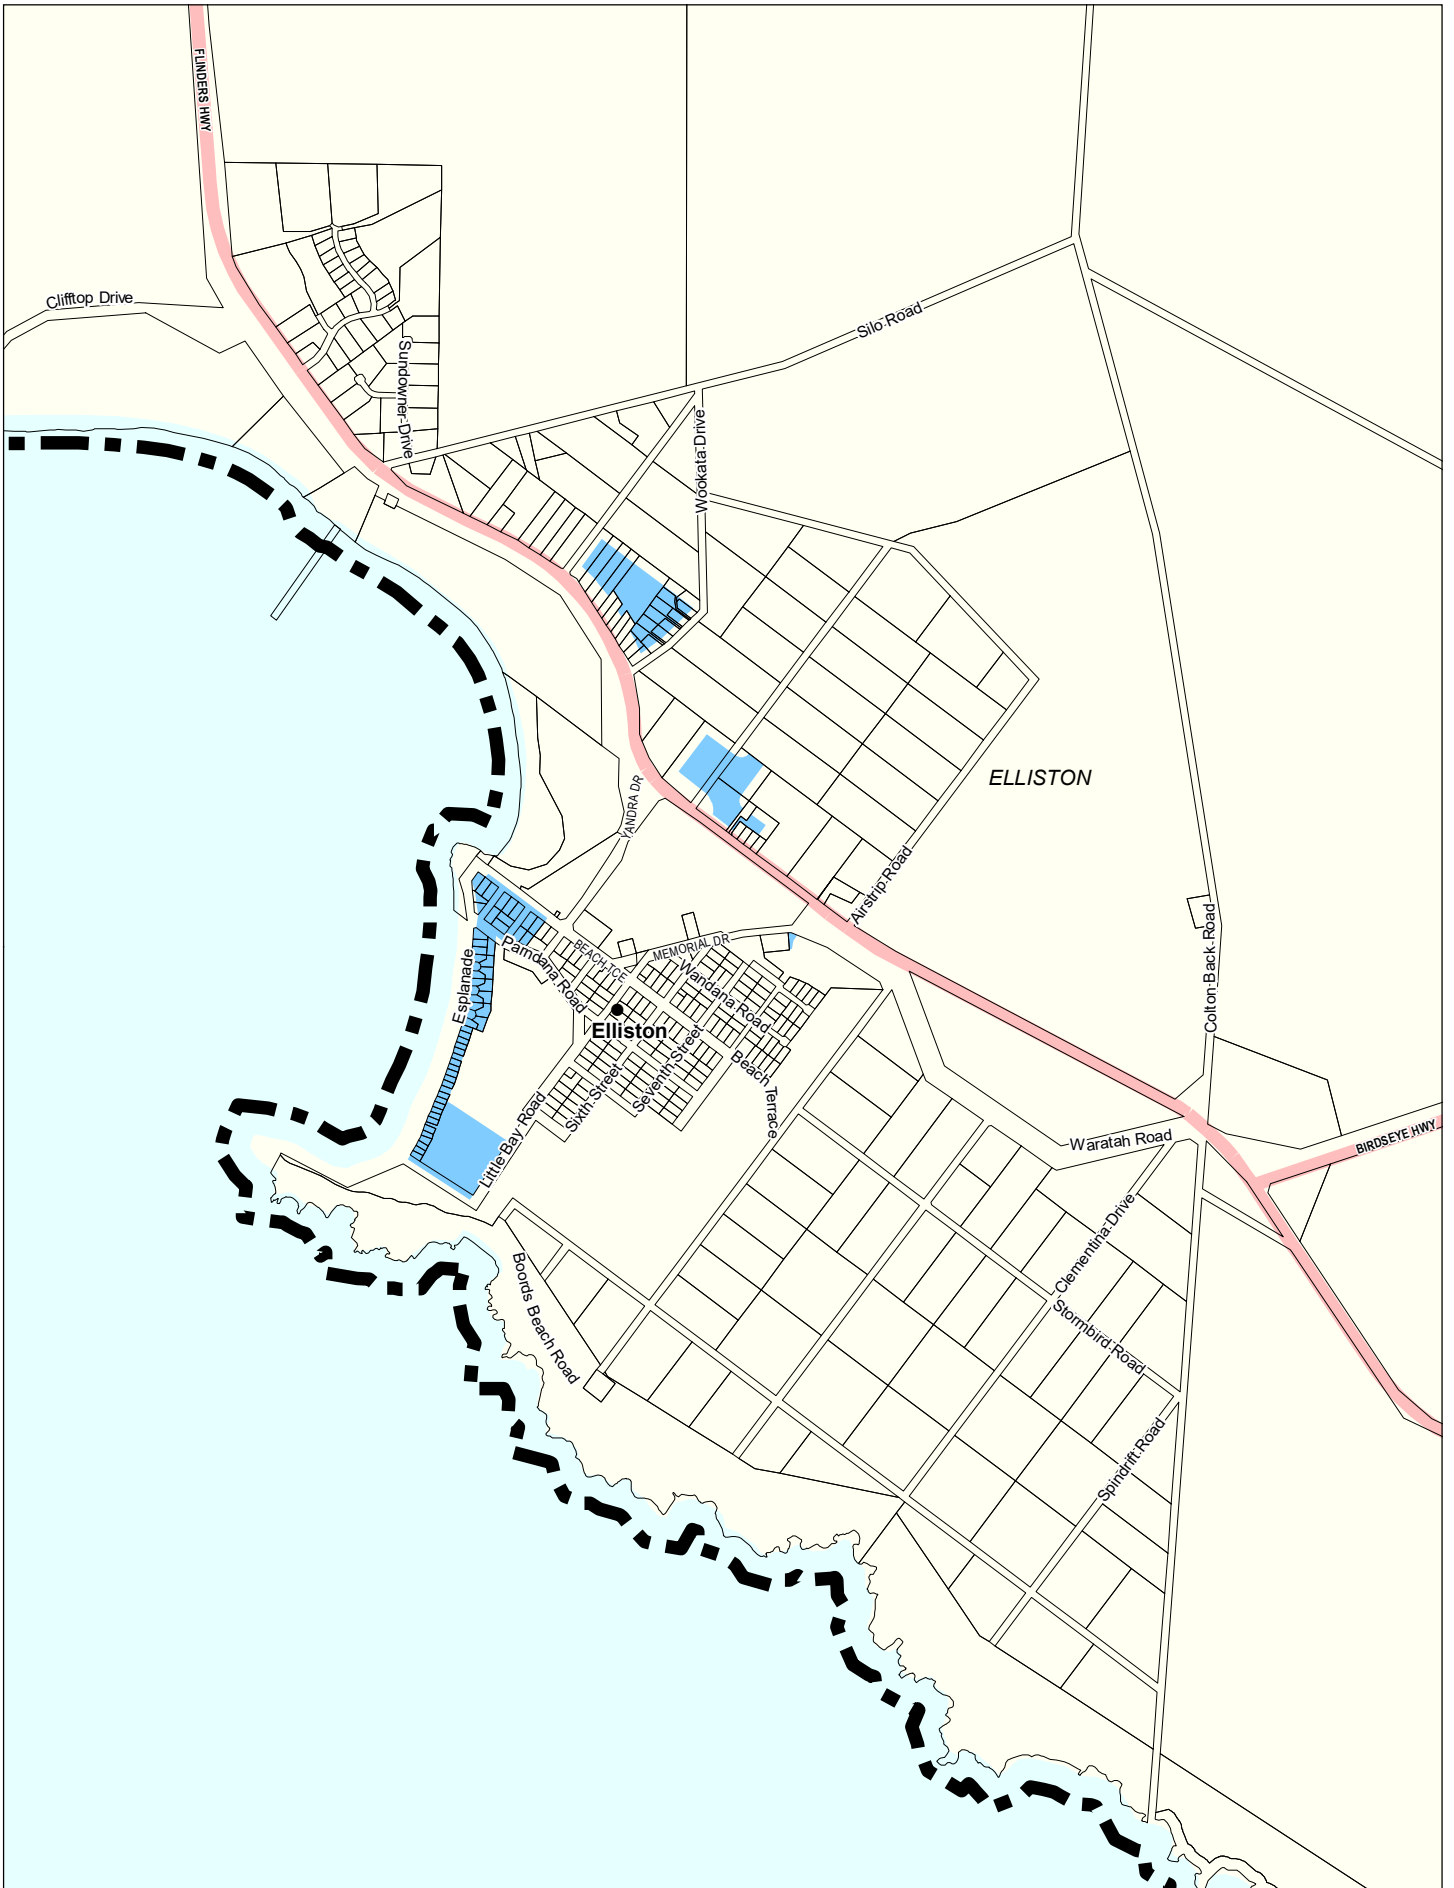 FLINDERS HWY
Clifftop Drive
Silo Road
Sundowner Drive
Wookata Drive
ELLISTON
YANDRA DR
Airstrip Road
Colton Back Road
BEACH TCE
MEMORIAL DR
Pamdana Road
Wandana Road
Esplanade
Elliston
Seventh Street
Beach Terrace
Sixth Street
Little Bay Road
Waratah Road
BIRDSEYE HWY
Clementina Drive
Boords Beach Road
Stormbird Road
Spindrift Road